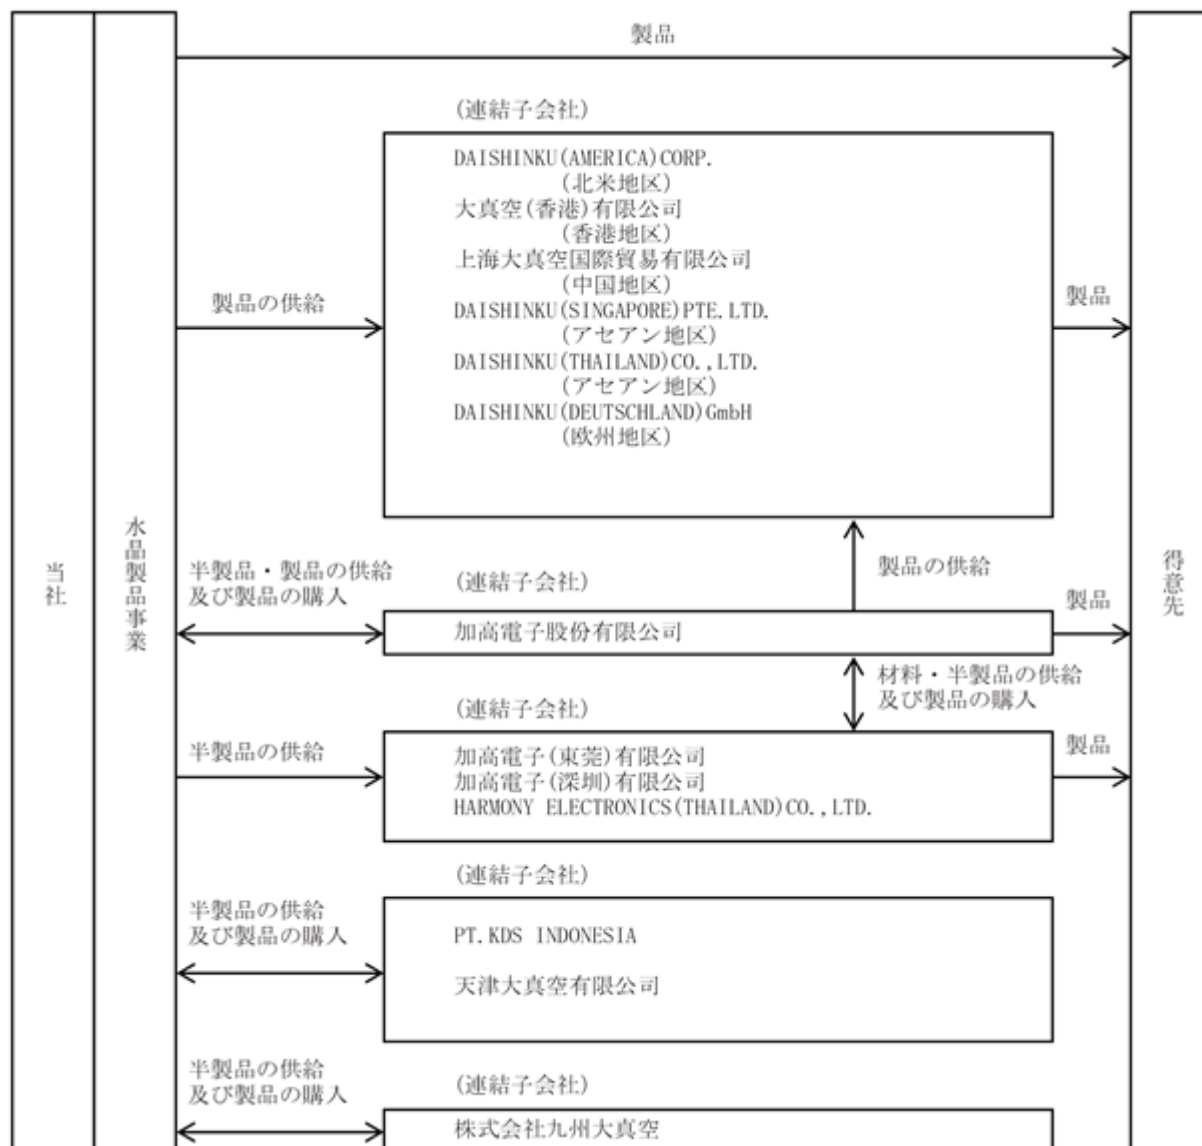 製品
(連結子会社)
DAISHINKU(AMERICA)CORP.
(北米地区)
大真空(香港)有限公司
(香港地区)
上海大真空国際貿易有限公司
(中国地区)
DAISHINKU(SINGAPORE)PTE.LTD.
(アセアン地区)
DAISHINKU(THAILAND)CO.,LTD.
(アセアン地区)
DAISHINKU(DEUTSCHLAND)GmbH
(欧州地区)
製品の供給
製品
当社
水晶製品事業
得意先
半製品・製品の供給
及び製品の購入
(連結子会社)
加高電子股份有限公司
製品の供給
製品
材料・半製品の供給
及び製品の購入
(連結子会社)
半製品の供給
加高電子(東莞)有限公司
加高電子(深圳)有限公司
HARMONY ELECTRONICS(THAILAND)CO.,LTD.
製品
(連結子会社)
半製品の供給
及び製品の購入
PT.KDS INDONESIA
天津大真空有限公司
半製品の供給
及び製品の購入
(連結子会社)
株式会社九州大真空